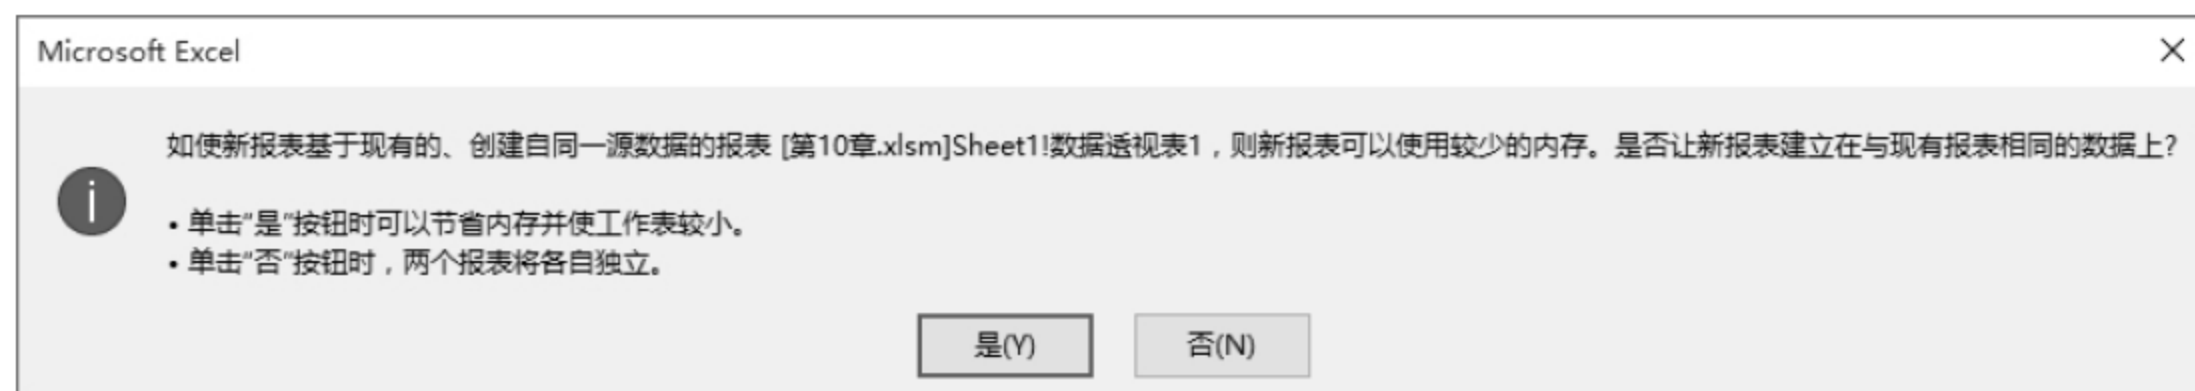 Microsoft Excel
如使新报表基于现有的、创建自同一源数据的报表 [第10章.xlsm]Sheet1!数据透视表1，则新报表可以使用较少的内存。是否让新报表建立在与现有报表相同的数据上?
• 单击"是"按钮时可以节省内存并使工作表较小。
• 单击"否"按钮时，两个报表将各自独立。
是(Y) 否(N)